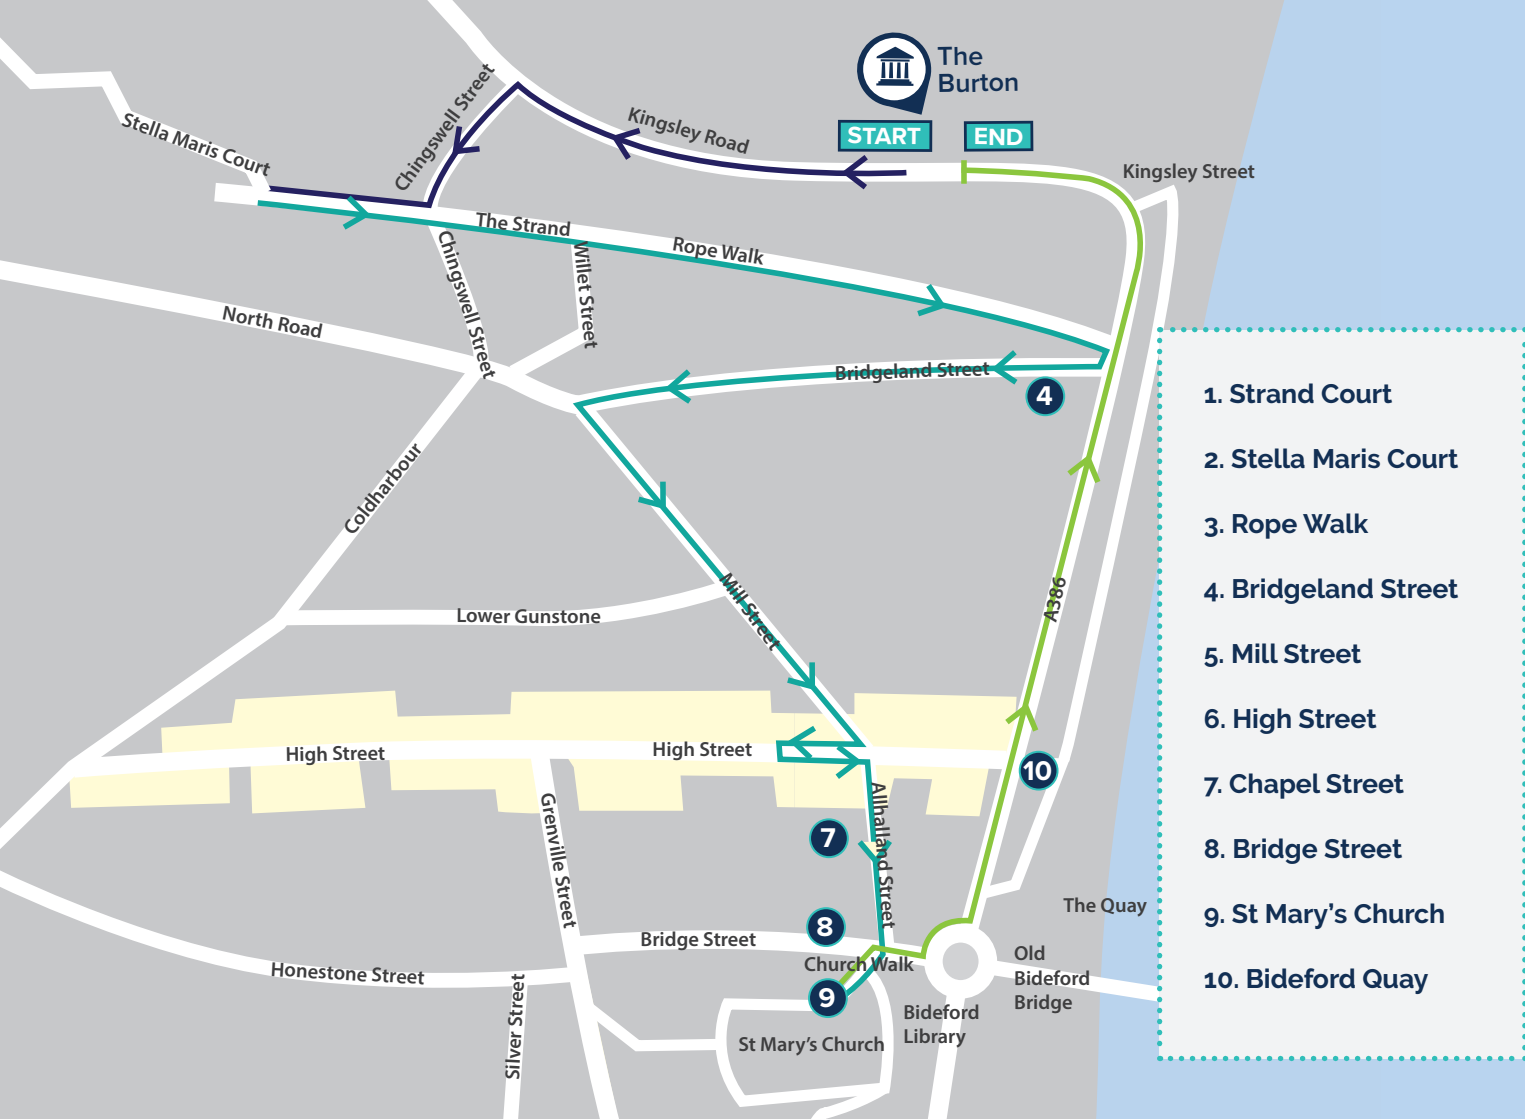 The
Burton
START
END
Kingsley Road
Chingswell Street
Stella Maris Court
Kingsley Street
The Strand
Rope Walk
Chingswell Street
Willet Street
North Road
Bridgeland Street
4
Coldharbour
Mill Street
A386
Lower Gunstone
High Street
High Street
10
Allhalland Street
Grenville Street
7
8
The Quay
Bridge Street
Church Walk
Old
Bideford
Bridge
Honestone Street
Silver Street
9
Bideford
Library
St Mary's Church
1. Strand Court
2. Stella Maris Court
3. Rope Walk
4. Bridgeland Street
5. Mill Street
6. High Street
7. Chapel Street
8. Bridge Street
9. St Mary’s Church
10. Bideford Quay